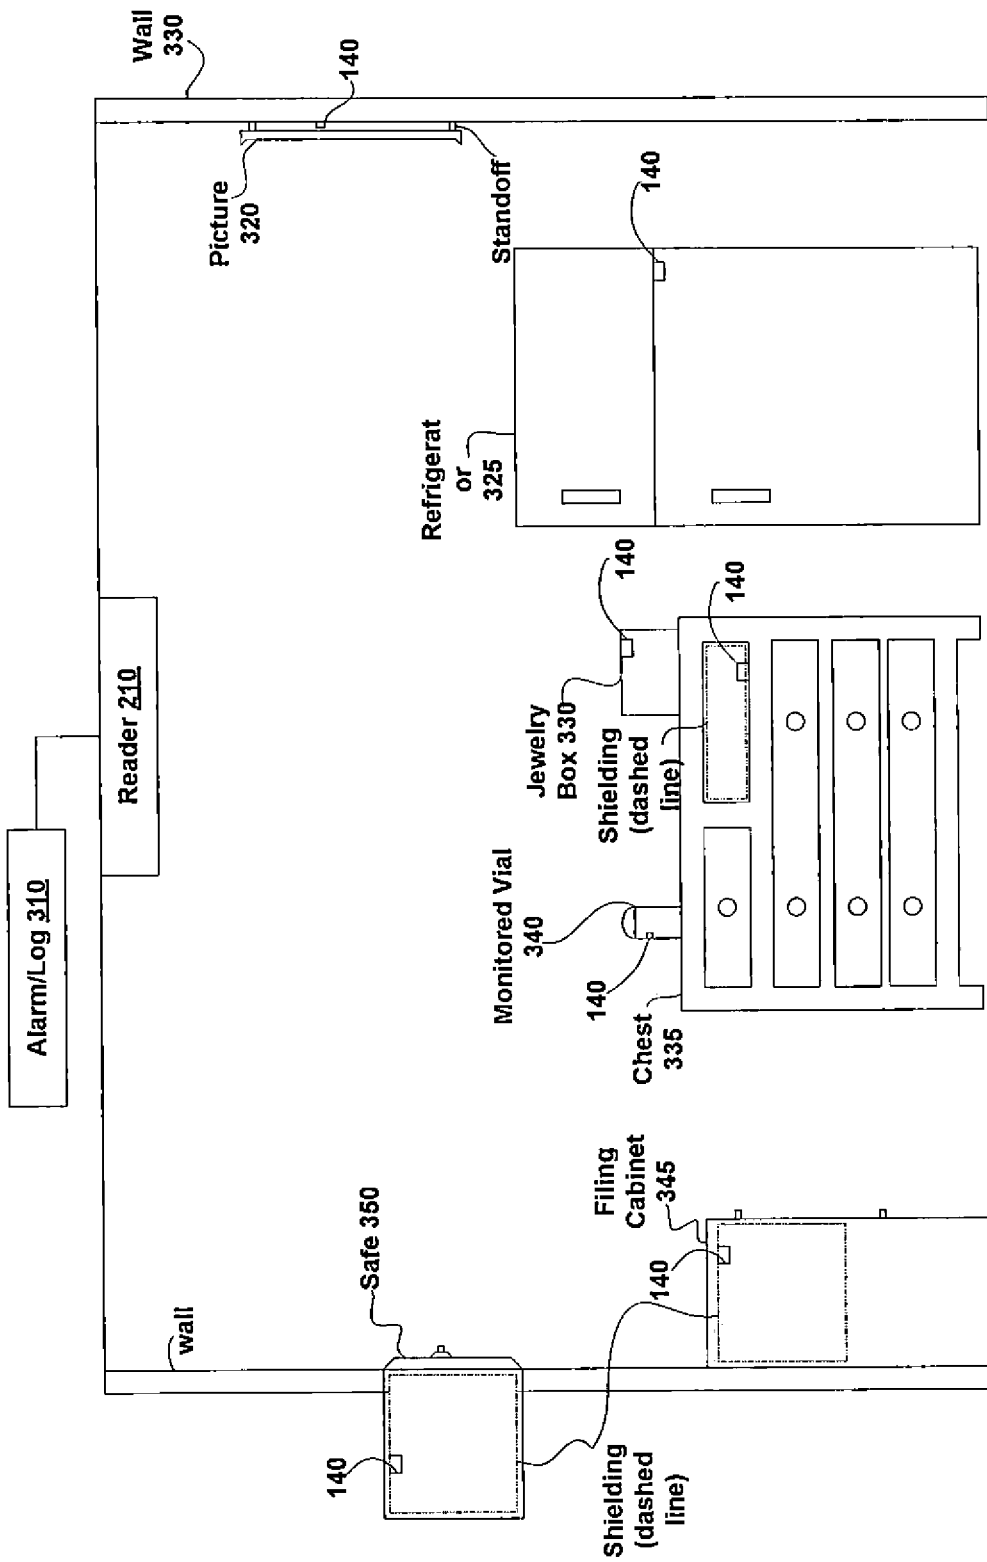 Alarm/Log 310
Reader 210
Wall
330
140
Picture
320
Standoff
wall
Safe 350
140
Shielding
(dashed
line)
Filing
Cabinet
345
140
Monitored Vial
340
140
Chest
335
Jewelry
Box 330
140
Shielding
(dashed
line)
140
Refrigerat
or
325
140